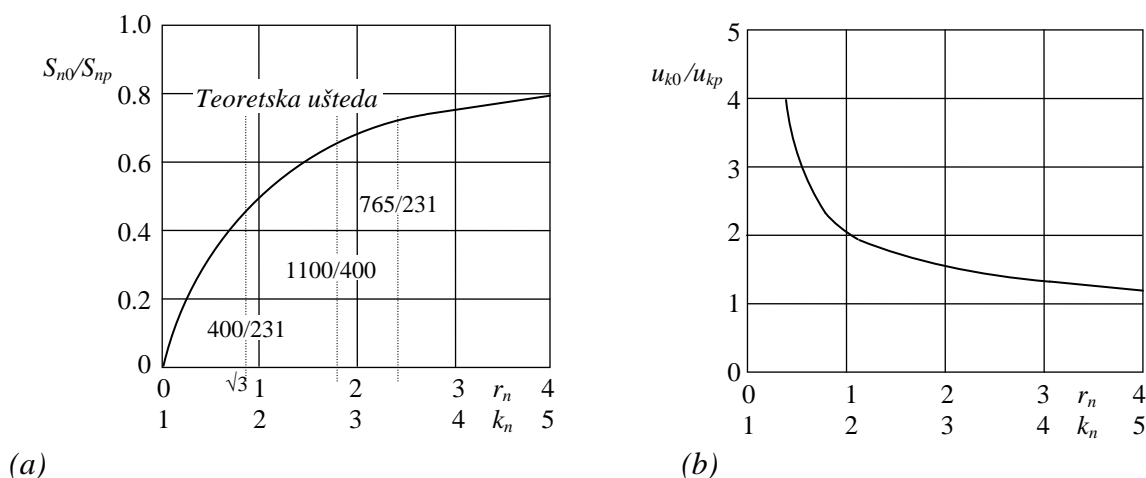 1.0
S_n0/S_np
0.8
Teoretska ušteda
0.6
765/231
0.4
1100/400
0.2
400/231
0
0 √3 1 2 3 r_n 4
1 2 3 4 k_n 5
(a)
5
u_k0/u_kp
4
3
2
1
0
0 1 2 3 r_n 4
1 2 3 4 k_n 5
(b)